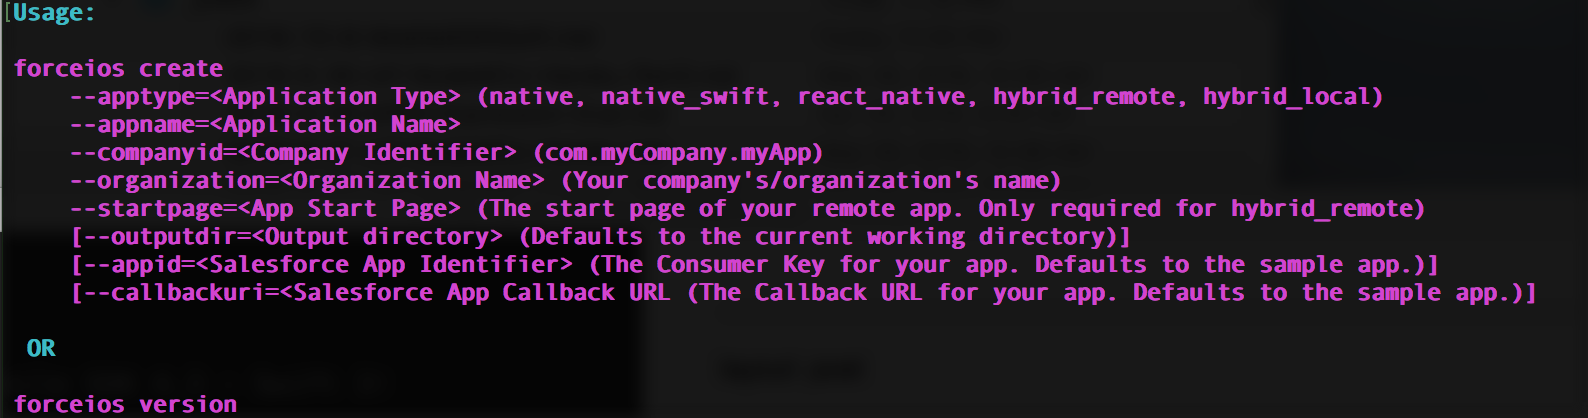 Usage:
forceios create
--apptype=<Application Type> (native, native_swift, react_native, hybrid_remote, hybrid_local)
--appname=<Application Name>
--companyid=<Company Identifier> (com.myCompany.myApp)
--organization=<Organization Name> (Your company's/organization's name)
--startpage=<App Start Page> (The start page of your remote app. Only required for hybrid_remote)
[--outputdir=<Output directory> (Defaults to the current working directory)]
[--appid=<Salesforce App Identifier> (The Consumer Key for your app. Defaults to the sample app.)]
[--callbackuri=<Salesforce App Callback URL (The Callback URL for your app. Defaults to the sample app.)]
OR
forceios version